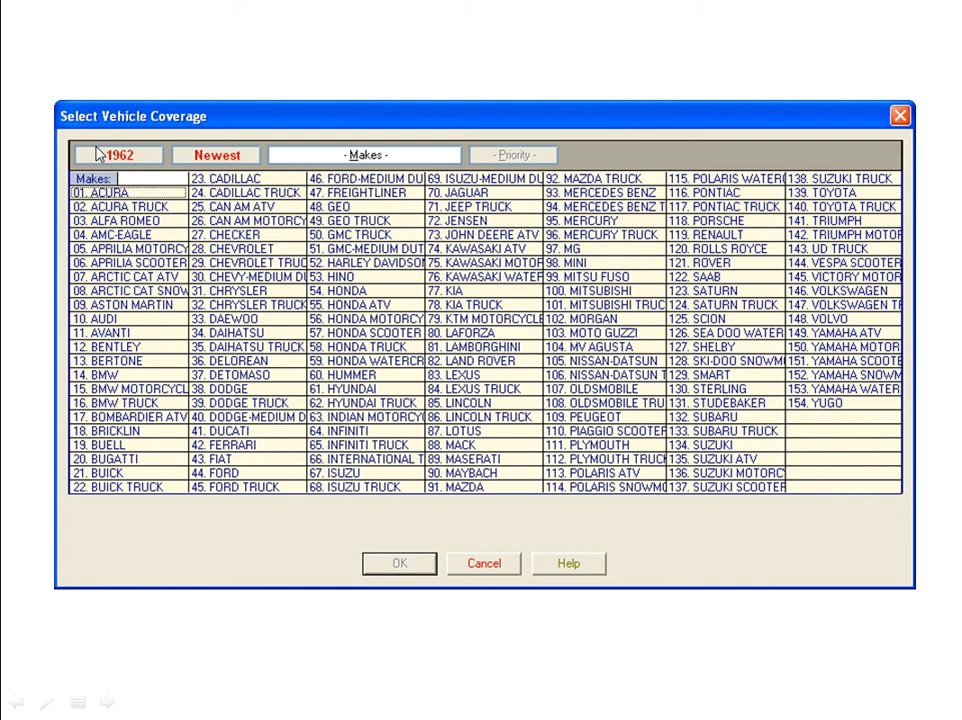 Select Vehicle Coverage
1962
Newest
- Makes -
- Priority -
Makes:
01. ACURA
02. ACURA TRUCK
03. ALFA ROMEO
04. AMC-EAGLE
05. APRILIA MOTORCY
06. APRILIA SCOOTER
07. ARCTIC CAT ATV
08. ARCTIC CAT SNOW
09. ASTON MARTIN
10. AUDI
11. AVANTI
12. BENTLEY
13. BERTONE
14. BMW
15. BMW MOTORCYCL
16. BMW TRUCK
17. BOMBARDIER ATV
18. BRICKLIN
19. BUELL
20. BUGATTI
21. BUICK
22. BUICK TRUCK
23. CADILLAC
24. CADILLAC TRUCK
25. CAN AM ATV
26. CAN AM MOTORCY
27. CHECKER
28. CHEVROLET
29. CHEVROLET TRUC
30. CHEVY-MEDIUM DU
31. CHRYSLER
32. CHRYSLER TRUCK
33. DAEWOO
34. DAIHATSU
35. DAIHATSU TRUCK
36. DELOREAN
37. DETOMASO
38. DODGE
39. DODGE TRUCK
40. DODGE-MEDIUM D
41. DUCATI
42. FERRARI
43. FIAT
44. FORD
45. FORD TRUCK
46. FORD-MEDIUM DU
47. FREIGHTLINER
48. GEO
49. GEO TRUCK
50. GMC TRUCK
51. GMC-MEDIUM DUT
52. HARLEY DAVIDSON
53. HINO
54. HONDA
55. HONDA ATV
56. HONDA MOTORCY
57. HONDA SCOOTER
58. HONDA TRUCK
59. HONDA WATERCR
60. HUMMER
61. HYUNDAI
62. HYUNDAI TRUCK
63. INDIAN MOTORCY
64. INFINITI
65. INFINITI TRUCK
66. INTERNATIONAL T
67. ISUZU
68. ISUZU TRUCK
69. ISUZU-MEDIUM DU
70. JAGUAR
71. JEEP TRUCK
72. JENSEN
73. JOHN DEERE ATV
74. KAWASAKI ATV
75. KAWASAKI MOTOR
76. KAWASAKI WATER
77. KIA
78. KIA TRUCK
79. KTM MOTORCYCLE
80. LAFORZA
81. LAMBORGHINI
82. LAND ROVER
83. LEXUS
84. LEXUS TRUCK
85. LINCOLN
86. LINCOLN TRUCK
87. LOTUS
88. MACK
89. MASERATI
90. MAYBACH
91. MAZDA
92. MAZDA TRUCK
93. MERCEDES BENZ
94. MERCEDES BENZ T
95. MERCURY
96. MERCURY TRUCK
97. MG
98. MINI
99. MITSU FUSO
100. MITSUBISHI
101. MITSUBISHI TRUC
102. MORGAN
103. MOTO GUZZI
104. MV AGUSTA
105. NISSAN-DATSUN
106. NISSAN-DATSUN T
107. OLDSMOBILE
108. OLDSMOBILE TRU
109. PEUGEOT
110. PIAGGIO SCOOTER
111. PLYMOUTH
112. PLYMOUTH TRUCK
113. POLARIS ATV
114. POLARIS SNOWMO
115. POLARIS WATER
116. PONTIAC
117. PONTIAC TRUCK
118. PORSCHE
119. RENAULT
120. ROLLS ROYCE
121. ROVER
122. SAAB
123. SATURN
124. SATURN TRUCK
125. SCION
126. SEA DOO WATER
127. SHELBY
128. SKI-DOO SNOWM
129. SMART
130. STERLING
131. STUDEBAKER
132. SUBARU
133. SUBARU TRUCK
134. SUZUKI
135. SUZUKI ATV
136. SUZUKI MOTORC
137. SUZUKI SCOOTER
138. SUZUKI TRUCK
139. TOYOTA
140. TOYOTA TRUCK
141. TRIUMPH
142. TRIUMPH MOTO
143. UD TRUCK
144. VESPA SCOOTER
145. VICTORY MOTOR
146. VOLKSWAGEN
147. VOLKSWAGEN T
148. VOLVO
149. YAMAHA ATV
150. YAMAHA MOTOR
151. YAMAHA SCOOTE
152. YAMAHA SNOWM
153. YAMAHA WATER
154. YUGO
OK
Cancel
Help